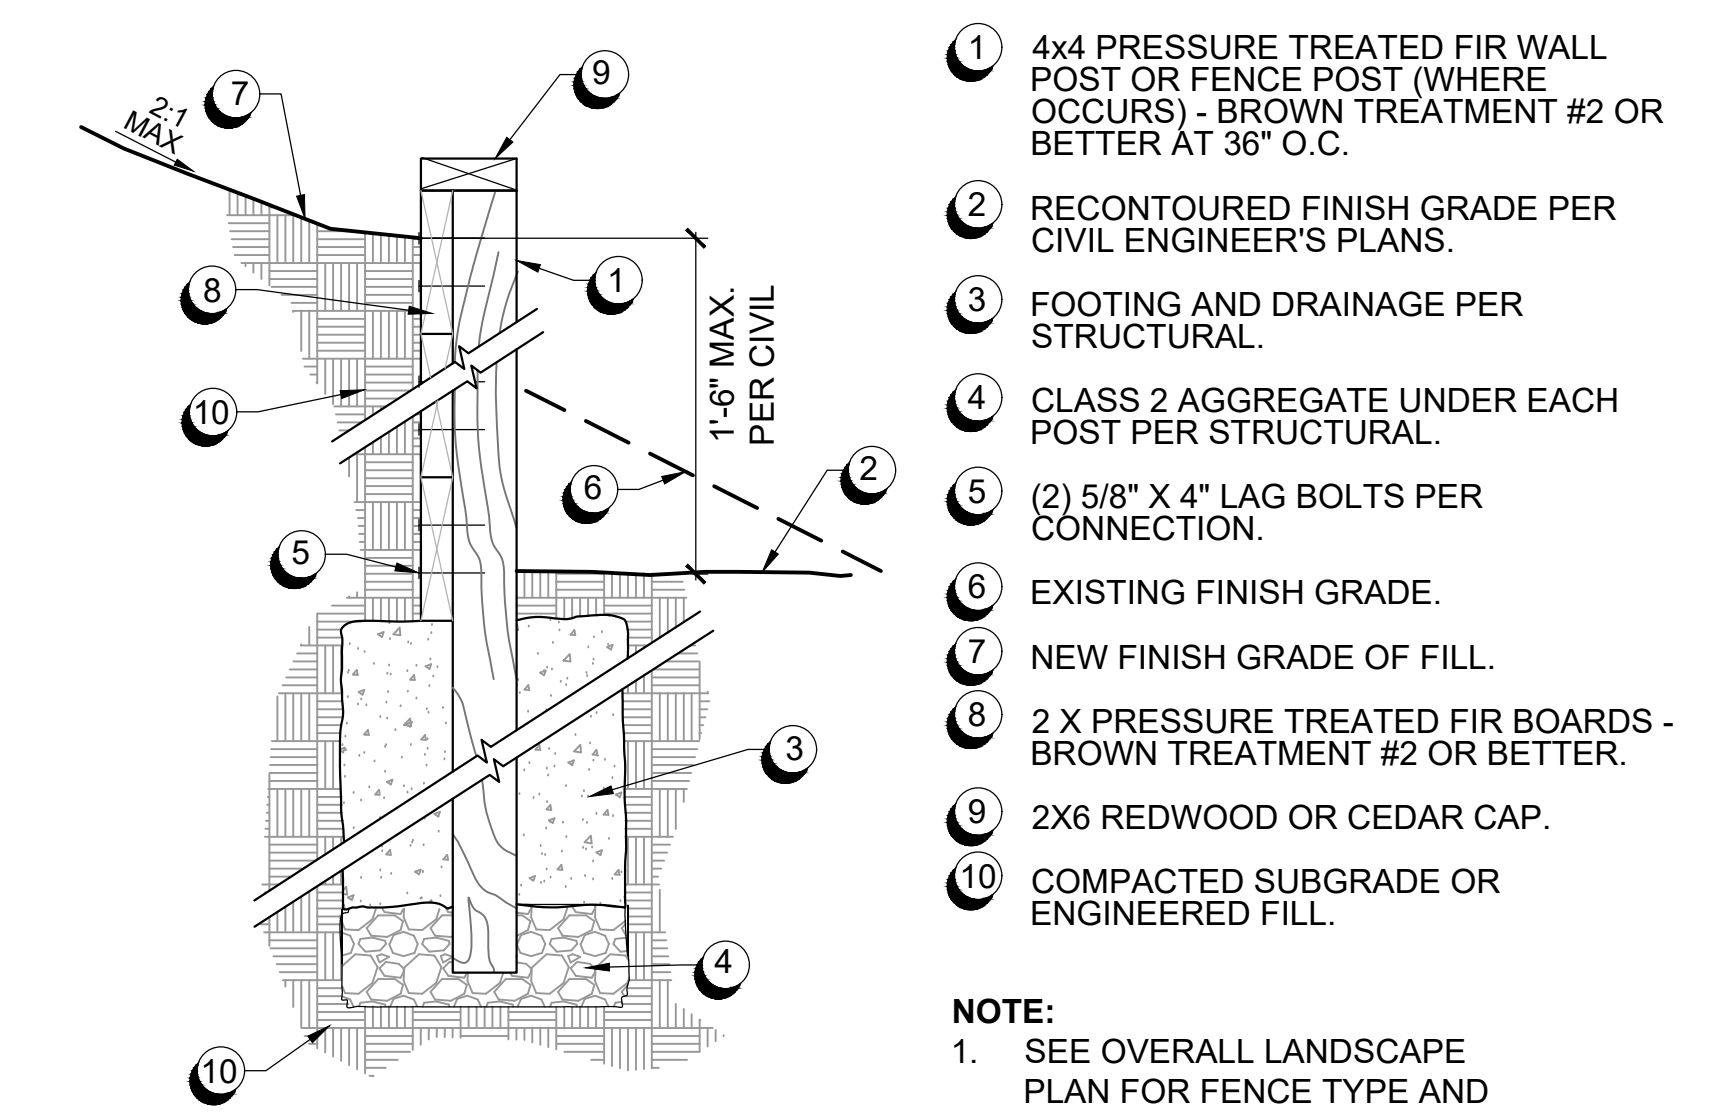 7
9
2:1
MAX
8
1
1'-6" MAX.
PER CIVIL
10
6
2
5
3
4
10
1 4x4 PRESSURE TREATED FIR WALL
POST OR FENCE POST (WHERE
OCCURS) - BROWN TREATMENT #2 OR
BETTER AT 36" O.C.
2 RECONTOURED FINISH GRADE PER
CIVIL ENGINEER'S PLANS.
3 FOOTING AND DRAINAGE PER
STRUCTURAL.
4 CLASS 2 AGGREGATE UNDER EACH
POST PER STRUCTURAL.
5 (2) 5/8" X 4" LAG BOLTS PER
CONNECTION.
6 EXISTING FINISH GRADE.
7 NEW FINISH GRADE OF FILL.
8 2 X PRESSURE TREATED FIR BOARDS -
BROWN TREATMENT #2 OR BETTER.
9 2X6 REDWOOD OR CEDAR CAP.
10 COMPACTED SUBGRADE OR
ENGINEERED FILL.
NOTE:
1. SEE OVERALL LANDSCAPE
PLAN FOR FENCE TYPE AND